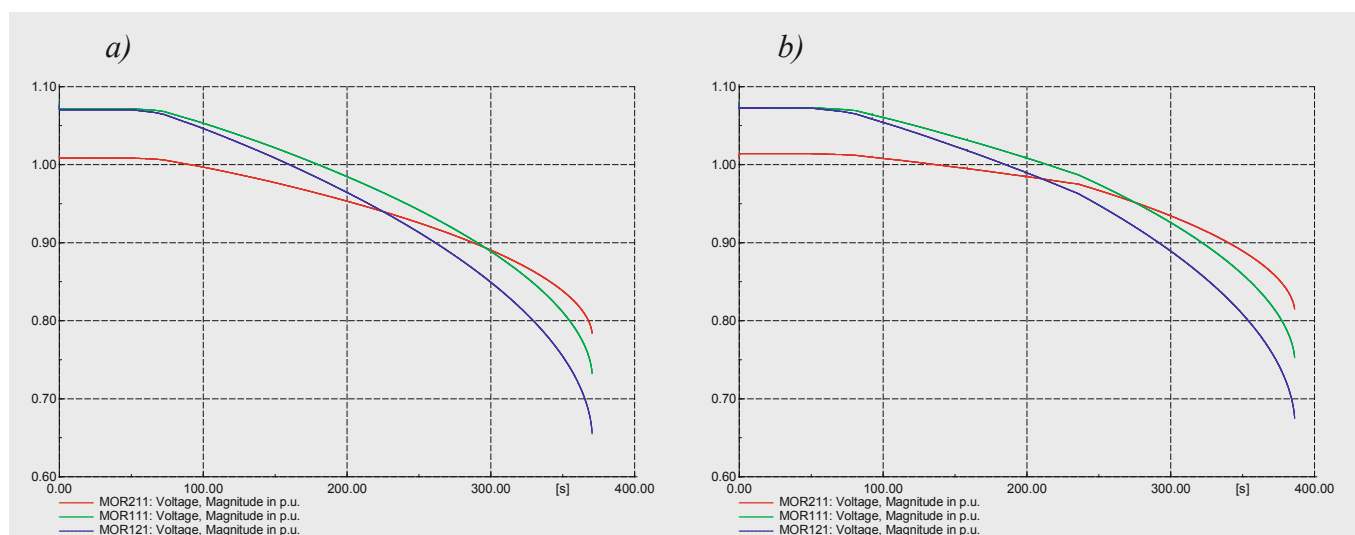 a)
1.10
1.00
0.90
0.80
0.70
0.60
0.00 100.00 200.00 300.00 [s] 400.00
MOR211: Voltage, Magnitude in p.u.
MOR111: Voltage, Magnitude in p.u.
MOR121: Voltage, Magnitude in p.u.
b)
1.10
1.00
0.90
0.80
0.70
0.60
0.00 100.00 200.00 300.00 [s] 400.00
MOR211: Voltage, Magnitude in p.u.
MOR111: Voltage, Magnitude in p.u.
MOR121: Voltage, Magnitude in p.u.